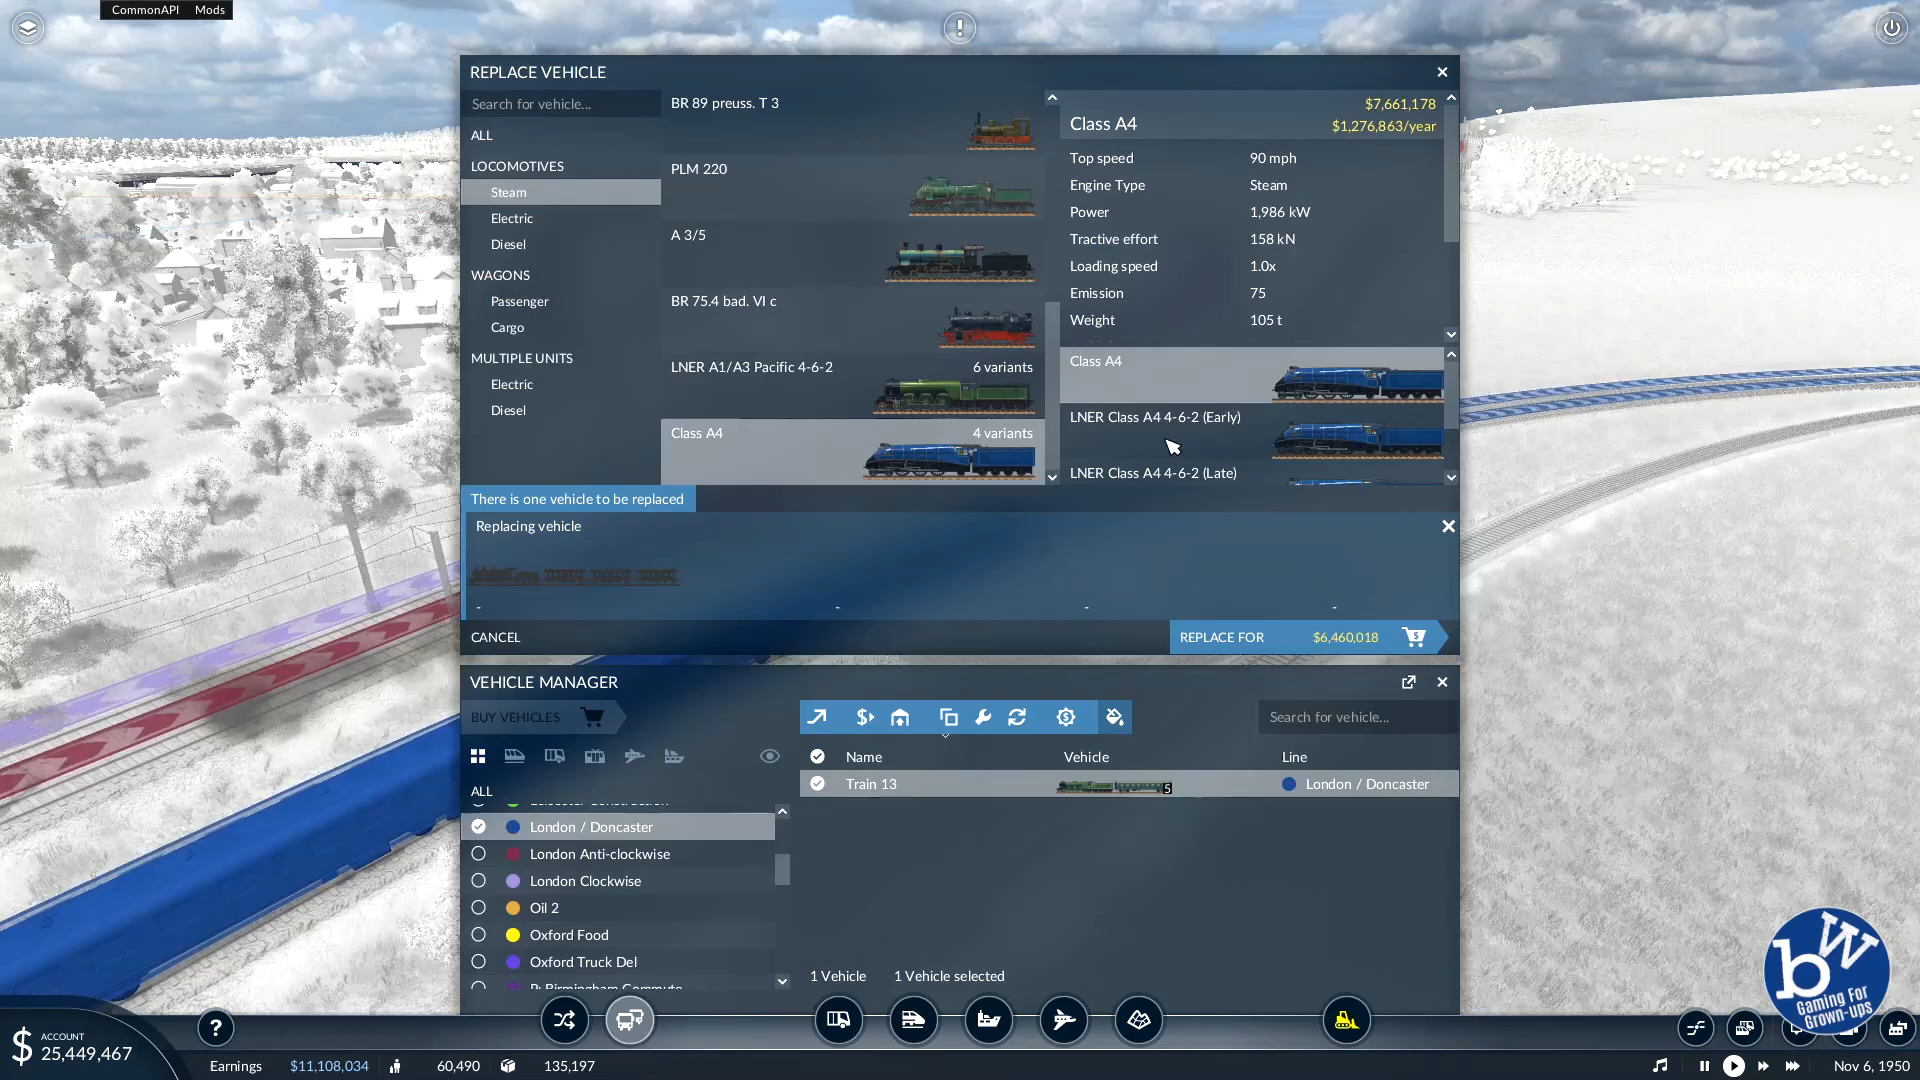 CommonAPI Mods
REPLACE VEHICLE
Search for vehicle...
ALL
LOCOMOTIVES
Steam
Electric
Diesel
WAGONS
Passenger
Cargo
MULTIPLE UNITS
Electric
Diesel
BR 89 preuss. T 3
PLM 220
A 3/5
BR 75.4 bad. VI c
LNER A1/A3 Pacific 4-6-2 6 variants
Class A4 4 variants
$7,661,178
Class A4 $1,276,863/year
Top speed 90 mph
Engine Type Steam
Power 1,986 kW
Tractive effort 158 kN
Loading speed 1.0x
Emission 75
Weight 105 t
Class A4
LNER Class A4 4-6-2 (Early)
LNER Class A4 4-6-2 (Late)
There is one vehicle to be replaced
Replacing vehicle
- - - -
CANCEL
REPLACE FOR $6,460,018
VEHICLE MANAGER
BUY VEHICLES
Search for vehicle...
ALL
London / Doncaster
London Anti-clockwise
London Clockwise
Oil 2
Oxford Food
Oxford Truck Del
Name Vehicle Line
Train 13 5 London / Doncaster
1 Vehicle 1 Vehicle selected
bW
Gaming For
Grown-ups
$ ACCOUNT
25,449,467
?
Earnings $11,108,034 60,490 135,197
Nov 6, 1950